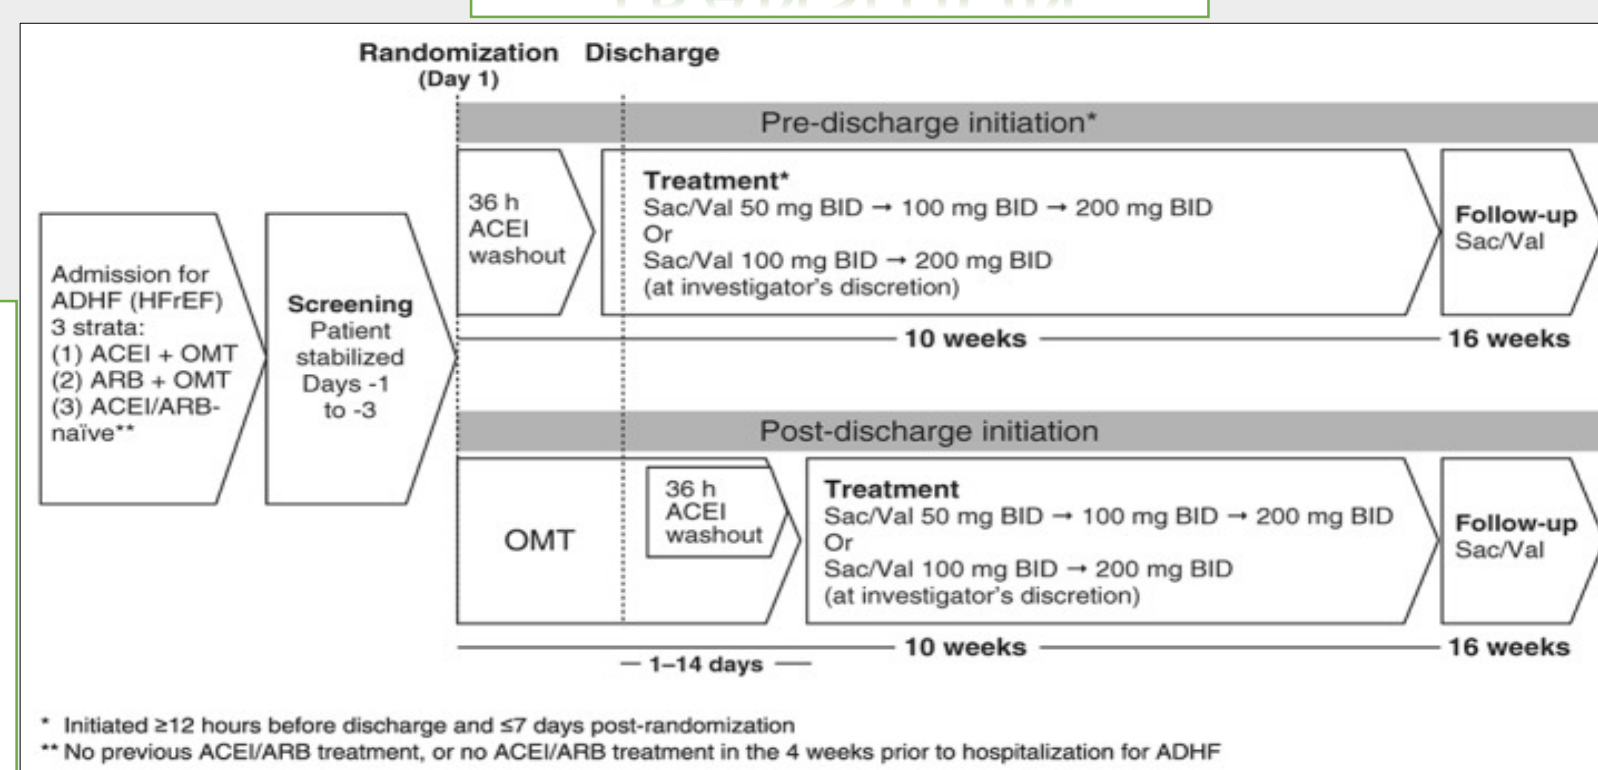 Randomization Discharge
(Day 1)
Pre-discharge initiation*
36 h
ACEI
washout
Treatment*
Sac/Val 50 mg BID → 100 mg BID → 200 mg BID
Or
Sac/Val 100 mg BID → 200 mg BID
(at investigator's discretion)
Follow-up
Sac/Val
Admission for
ADHF (HFrEF)
3 strata:
(1) ACEI + OMT
(2) ARB + OMT
(3) ACEI/ARB-
naïve**
Screening
Patient
stabilized
Days -1
to -3
10 weeks
16 weeks
Post-discharge initiation
OMT
36 h
ACEI
washout
Treatment
Sac/Val 50 mg BID → 100 mg BID → 200 mg BID
Or
Sac/Val 100 mg BID → 200 mg BID
(at investigator's discretion)
Follow-up
Sac/Val
10 weeks
16 weeks
1–14 days
* Initiated ≥12 hours before discharge and ≤7 days post-randomization
** No previous ACEI/ARB treatment, or no ACEI/ARB treatment in the 4 weeks prior to hospitalization for ADHF